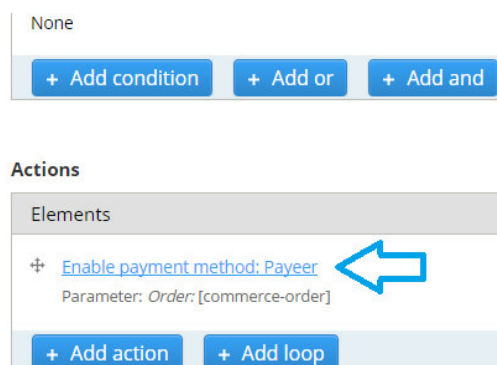 None
+ Add condition + Add or + Add and
Actions
Elements
Enable payment method: Payeer
Parameter: Order: [commerce-order]
+ Add action + Add loop